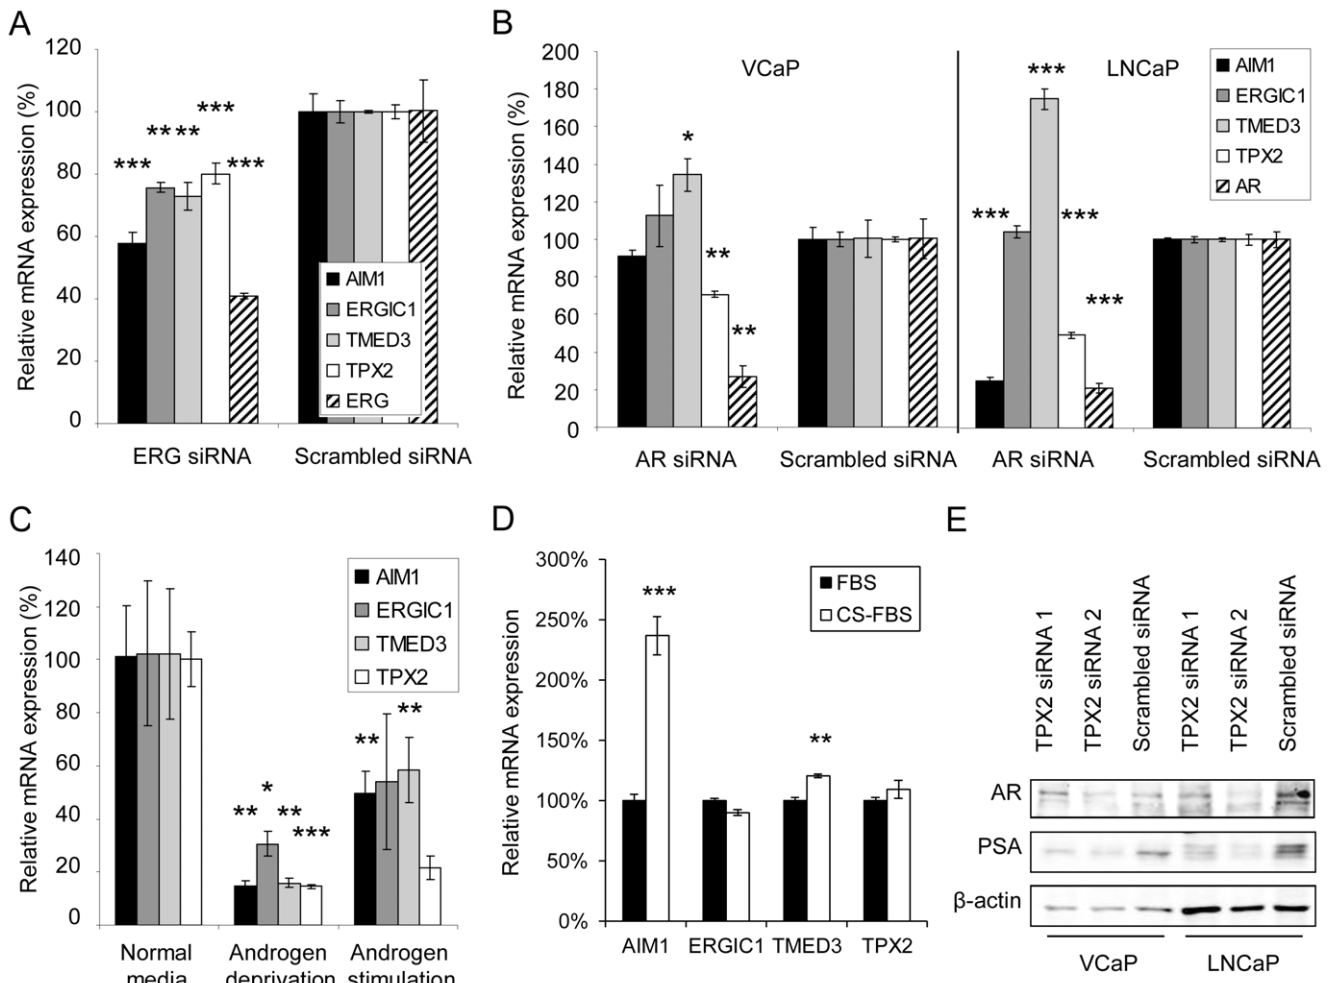 A
Relative mRNA expression (%)
120
100
80
60
40
20
0
***
**
**
***
***
AIM1
ERGIC1
TMED3
TPX2
ERG
ERG siRNA
Scrambled siRNA
B
Relative mRNA expression (%)
200
180
160
140
120
100
80
60
40
20
0
VCaP
LNCaP
*
**
**
***
***
***
***
AIM1
ERGIC1
TMED3
TPX2
AR
AR siRNA
Scrambled siRNA
AR siRNA
Scrambled siRNA
C
Relative mRNA expression (%)
140
120
100
80
60
40
20
0
AIM1
ERGIC1
TMED3
TPX2
**
*
**
***
**
**
Normal
media
Androgen
deprivation
Androgen
stimulation
D
Relative mRNA expression
300%
250%
200%
150%
100%
50%
0%
FBS
CS-FBS
***
**
AIM1
ERGIC1
TMED3
TPX2
E
TPX2 siRNA 1
TPX2 siRNA 2
Scrambled siRNA
TPX2 siRNA 1
TPX2 siRNA 2
Scrambled siRNA
AR
PSA
β-actin
VCaP
LNCaP